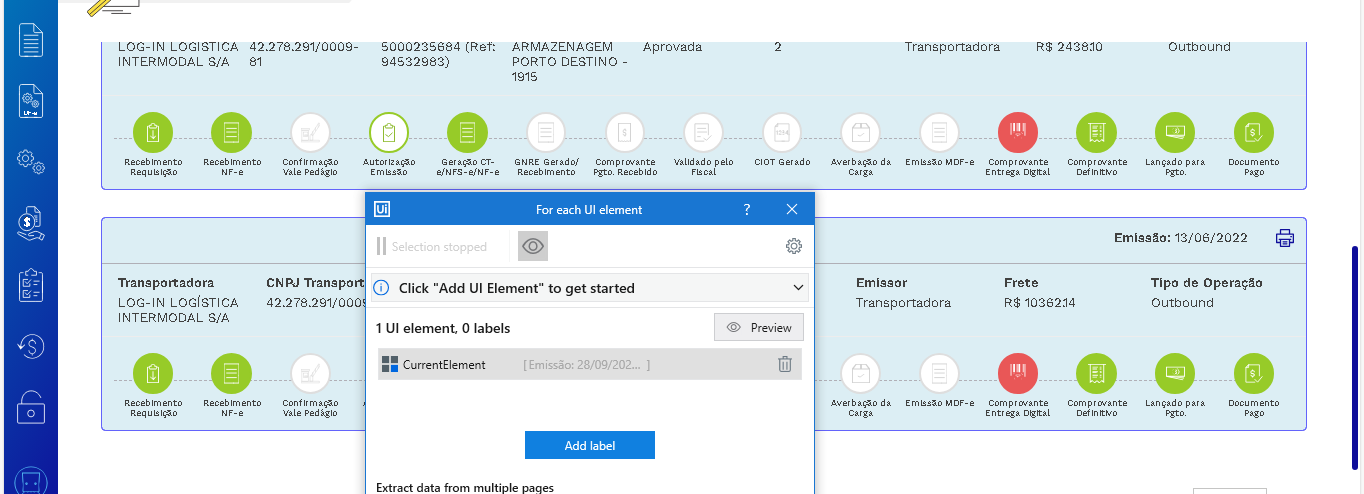 LOG-IN LOGÍSTICA 42.278.291/0009- 5000235684 (Ref: ARMAZENAGEM Aprovada 2 Transportadora R$ 2438.10 Outbound
INTERMODAL S/A 81 94532983) PORTO DESTINO -
1915
LF-e
1234
Recebimento Recebimento Confirmação Autorização Geração CT- GNRE Gerado/ Comprovante Validado pelo CIOT Gerado Averbação da Emissão MDF-e Comprovante Comprovante Lançado para Documento
Requisição NF-e Vale Pedágio Emissão e/NFS-e/NF-e Recebimento Pgto. Recebido Fiscal Carga Entrega Digital Definitivo Pgto. Pago
Ui For each UI element ? ×
Selection stopped
Emissão: 13/06/2022
Transportadora CNPJ Transport Emissor Frete Tipo de Operação
LOG-IN LOGÍSTICA 42.278.291/0009 Transportadora R$ 10362.14 Outbound
INTERMODAL S/A
Click "Add UI Element" to get started
1 UI element, 0 labels Preview
CurrentElement [ Emissão: 28/09/202... ]
Recebimento Recebimento Confirmação Averbação da Emissão MDF-e Comprovante Comprovante Lançado para Documento
Requisição NF-e Vale Pedágio Carga Entrega Digital Definitivo Pgto. Pago
Add label
Extract data from multiple pages